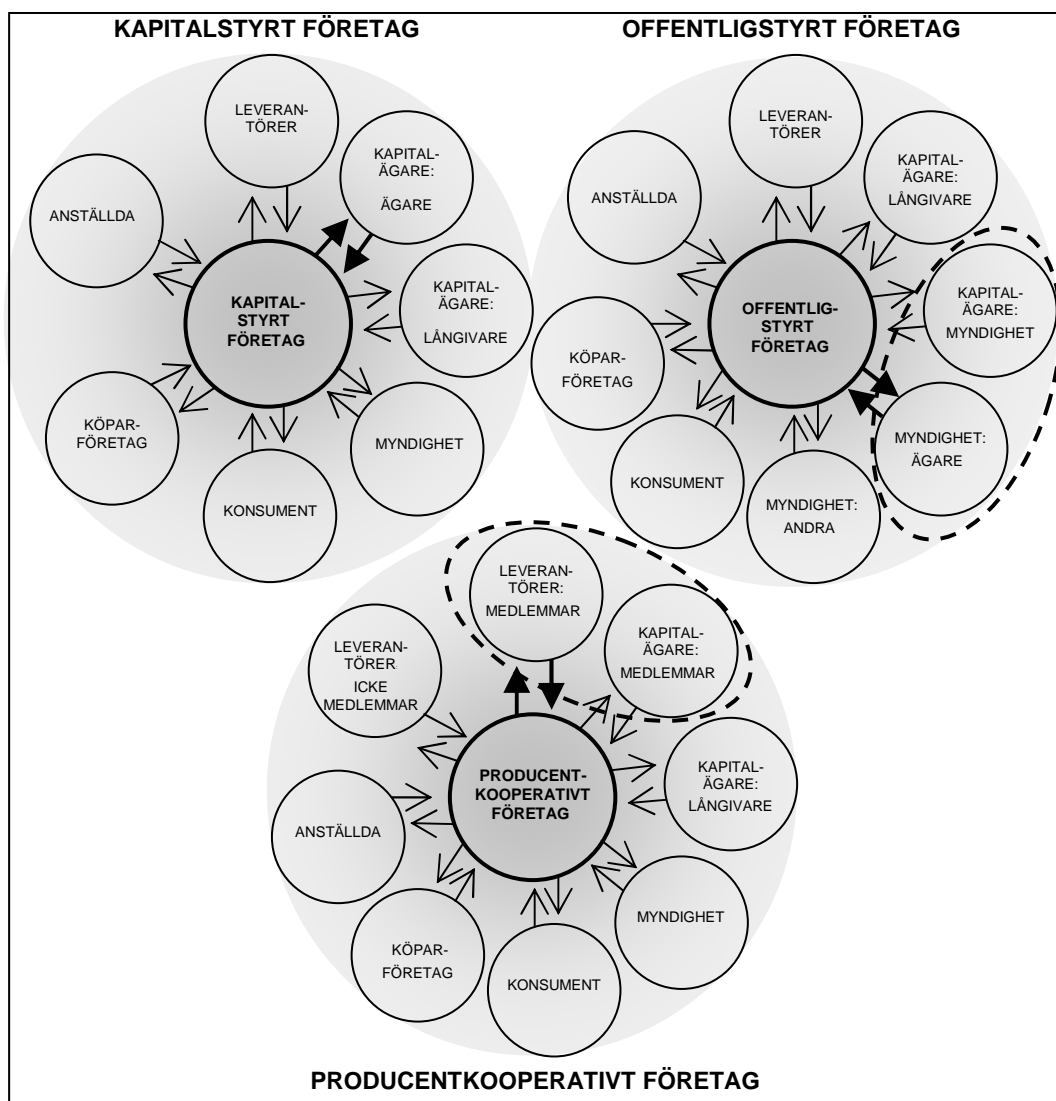 KAPITALSTYRT FÖRETAG
LEVERAN-
TÖRER
KAPITAL-
ÄGARE:
ÄGARE
ANSTÄLLDA
KAPITAL-
STYRT
FÖRETAG
KAPITAL-
ÄGARE:
LÅNGIVARE
KÖPAR-
FÖRETAG
MYNDIGHET
KONSUMENT
OFFENTLIGSTYRT FÖRETAG
LEVERAN-
TÖRER
KAPITAL-
ÄGARE:
LÅNGIVARE
ANSTÄLLDA
OFFENTLIG-
STYRT
FÖRETAG
KAPITAL-
ÄGARE:
MYNDIGHET
KÖPAR-
FÖRETAG
MYNDIGHET:
ÄGARE
KONSUMENT
MYNDIGHET:
ANDRA
LEVERAN-
TÖRER:
MEDLEMMAR
KAPITAL-
ÄGARE:
MEDLEMMAR
LEVERAN-
TÖRER
ICKE
MEDLEMMAR
PRODUCENT-
KOOPERATIVT
FÖRETAG
KAPITAL-
ÄGARE:
LÅNGIVARE
ANSTÄLLDA
MYNDIGHET
KÖPAR-
FÖRETAG
KONSUMENT
PRODUCENTKOOPERATIVT FÖRETAG